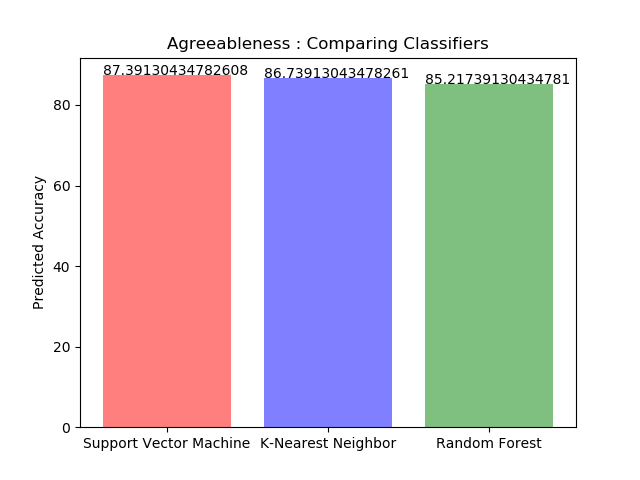 Agreeableness : Comparing Classifiers
87.39130434782608
86.73913043478261
85.21739130434781
80
60
40
20
0
Predicted Accuracy
Support Vector Machine
K-Nearest Neighbor
Random Forest